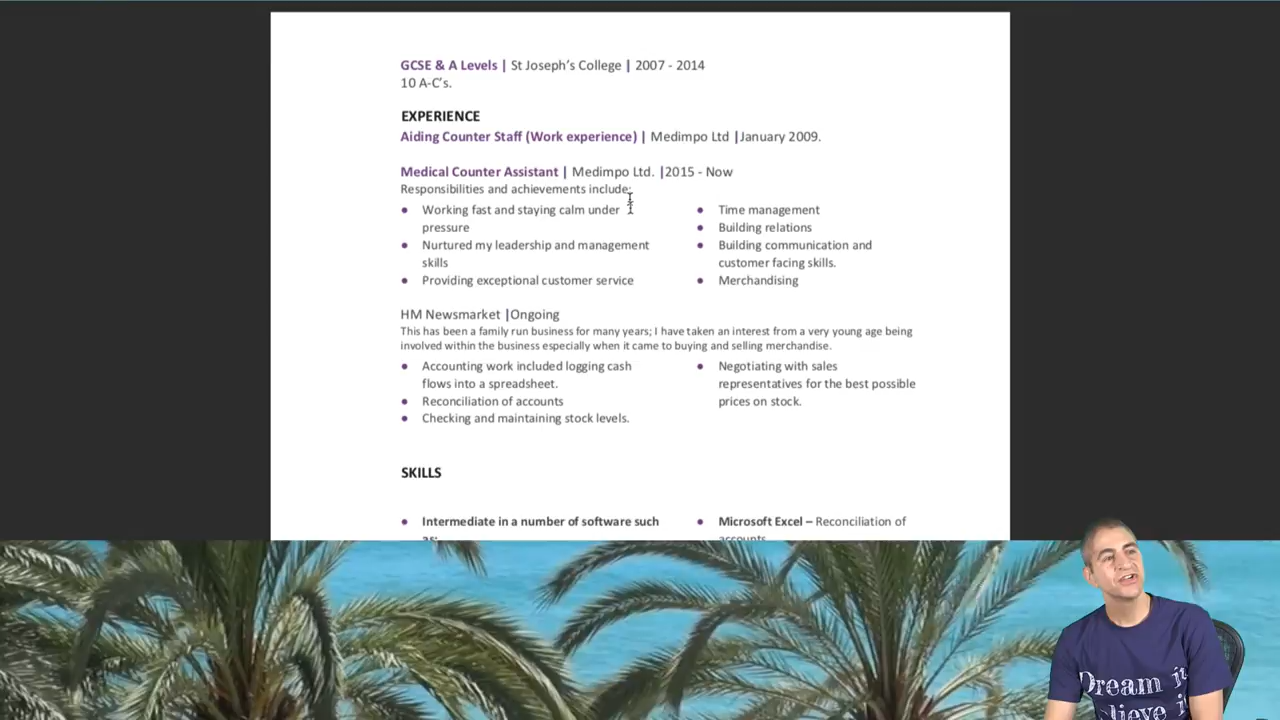 GCSE & A Levels | St Joseph's College | 2007 - 2014
10 A-C's.
EXPERIENCE
Aiding Counter Staff (Work experience) | Medimpo Ltd |January 2009.
Medical Counter Assistant | Medimpo Ltd. |2015 - Now
Responsibilities and achievements include:
● Working fast and staying calm under
pressure
● Nurtured my leadership and management
skills
● Providing exceptional customer service
● Time management
● Building relations
● Building communication and
customer facing skills.
● Merchandising
HM Newsmarket |Ongoing
This has been a family run business for many years; I have taken an interest from a very young age being
involved within the business especially when it came to buying and selling merchandise.
● Accounting work included logging cash
flows into a spreadsheet.
● Reconciliation of accounts
● Checking and maintaining stock levels.
● Negotiating with sales
representatives for the best possible
prices on stock.
SKILLS
● Intermediate in a number of software such
as:
● Microsoft Excel – Reconciliation of
accounts
Dream it
Believe it